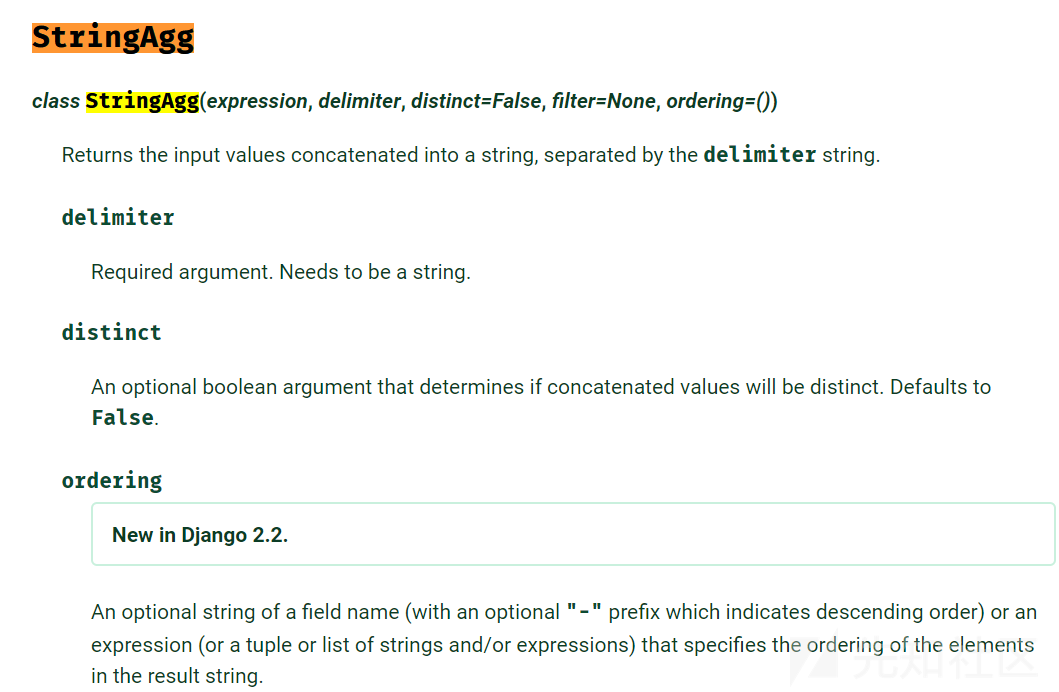 StringAgg
class StringAgg(expression, delimiter, distinct=False, filter=None, ordering=())
Returns the input values concatenated into a string, separated by the delimiter string.
delimiter
Required argument. Needs to be a string.
distinct
An optional boolean argument that determines if concatenated values will be distinct. Defaults to
False.
ordering
New in Django 2.2.
An optional string of a field name (with an optional "-" prefix which indicates descending order) or an
expression (or a tuple or list of strings and/or expressions) that specifies the ordering of the elements
in the result string.
先知社区